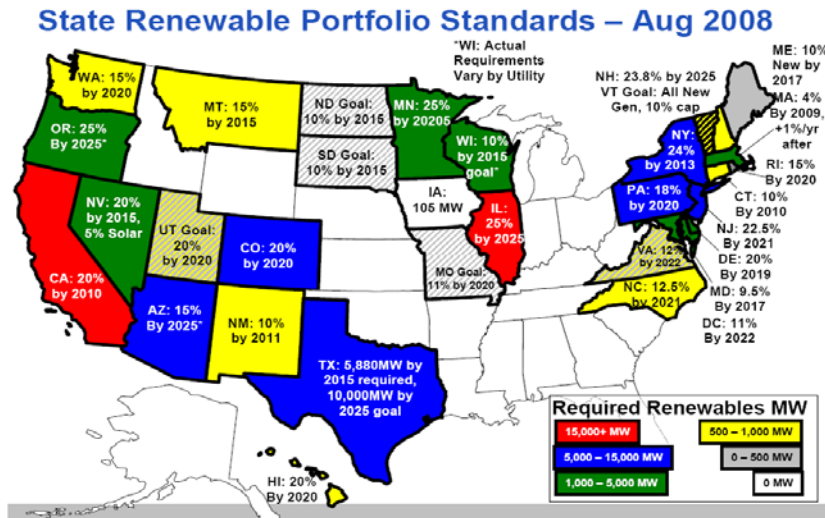 State Renewable Portfolio Standards – Aug 2008
*WI: Actual
Requirements
Vary by Utility
WA: 15%
by 2020
OR: 25%
By 2025*
MT: 15%
by 2015
ND Goal:
10% by 2015
SD Goal:
10% by 2015
MN: 25%
by 20205
WI: 10%
by 2015
goal*
IA:
105 MW
IL:
25%
by 2025
MO Goal:
11% by 2020
NV: 20%
by 2015,
5% Solar
UT Goal:
20%
by 2020
CO: 20%
by 2020
CA: 20%
by 2010
AZ: 15%
By 2025*
NM: 10%
by 2011
TX: 5,880MW by
2015 required,
10,000MW by
2025 goal
HI: 20%
By 2020
NH: 23.8% by 2025
VT Goal: All New
Gen, 10% cap
NY:
24%
by 2013
PA: 18%
by 2020
VA: 12%
by 2022
NC: 12.5%
by 2021
ME: 10%
New by
2017
MA: 4%
By 2009,
+1%/yr
after
RI: 15%
By 2020
CT: 10%
By 2010
NJ: 22.5%
By 2021
DE: 20%
By 2019
MD: 9.5%
By 2017
DC: 11%
By 2022
Required Renewables MW
15,000+ MW
500 – 1,000 MW
5,000 – 15,000 MW
0 – 500 MW
1,000 – 5,000 MW
0 MW